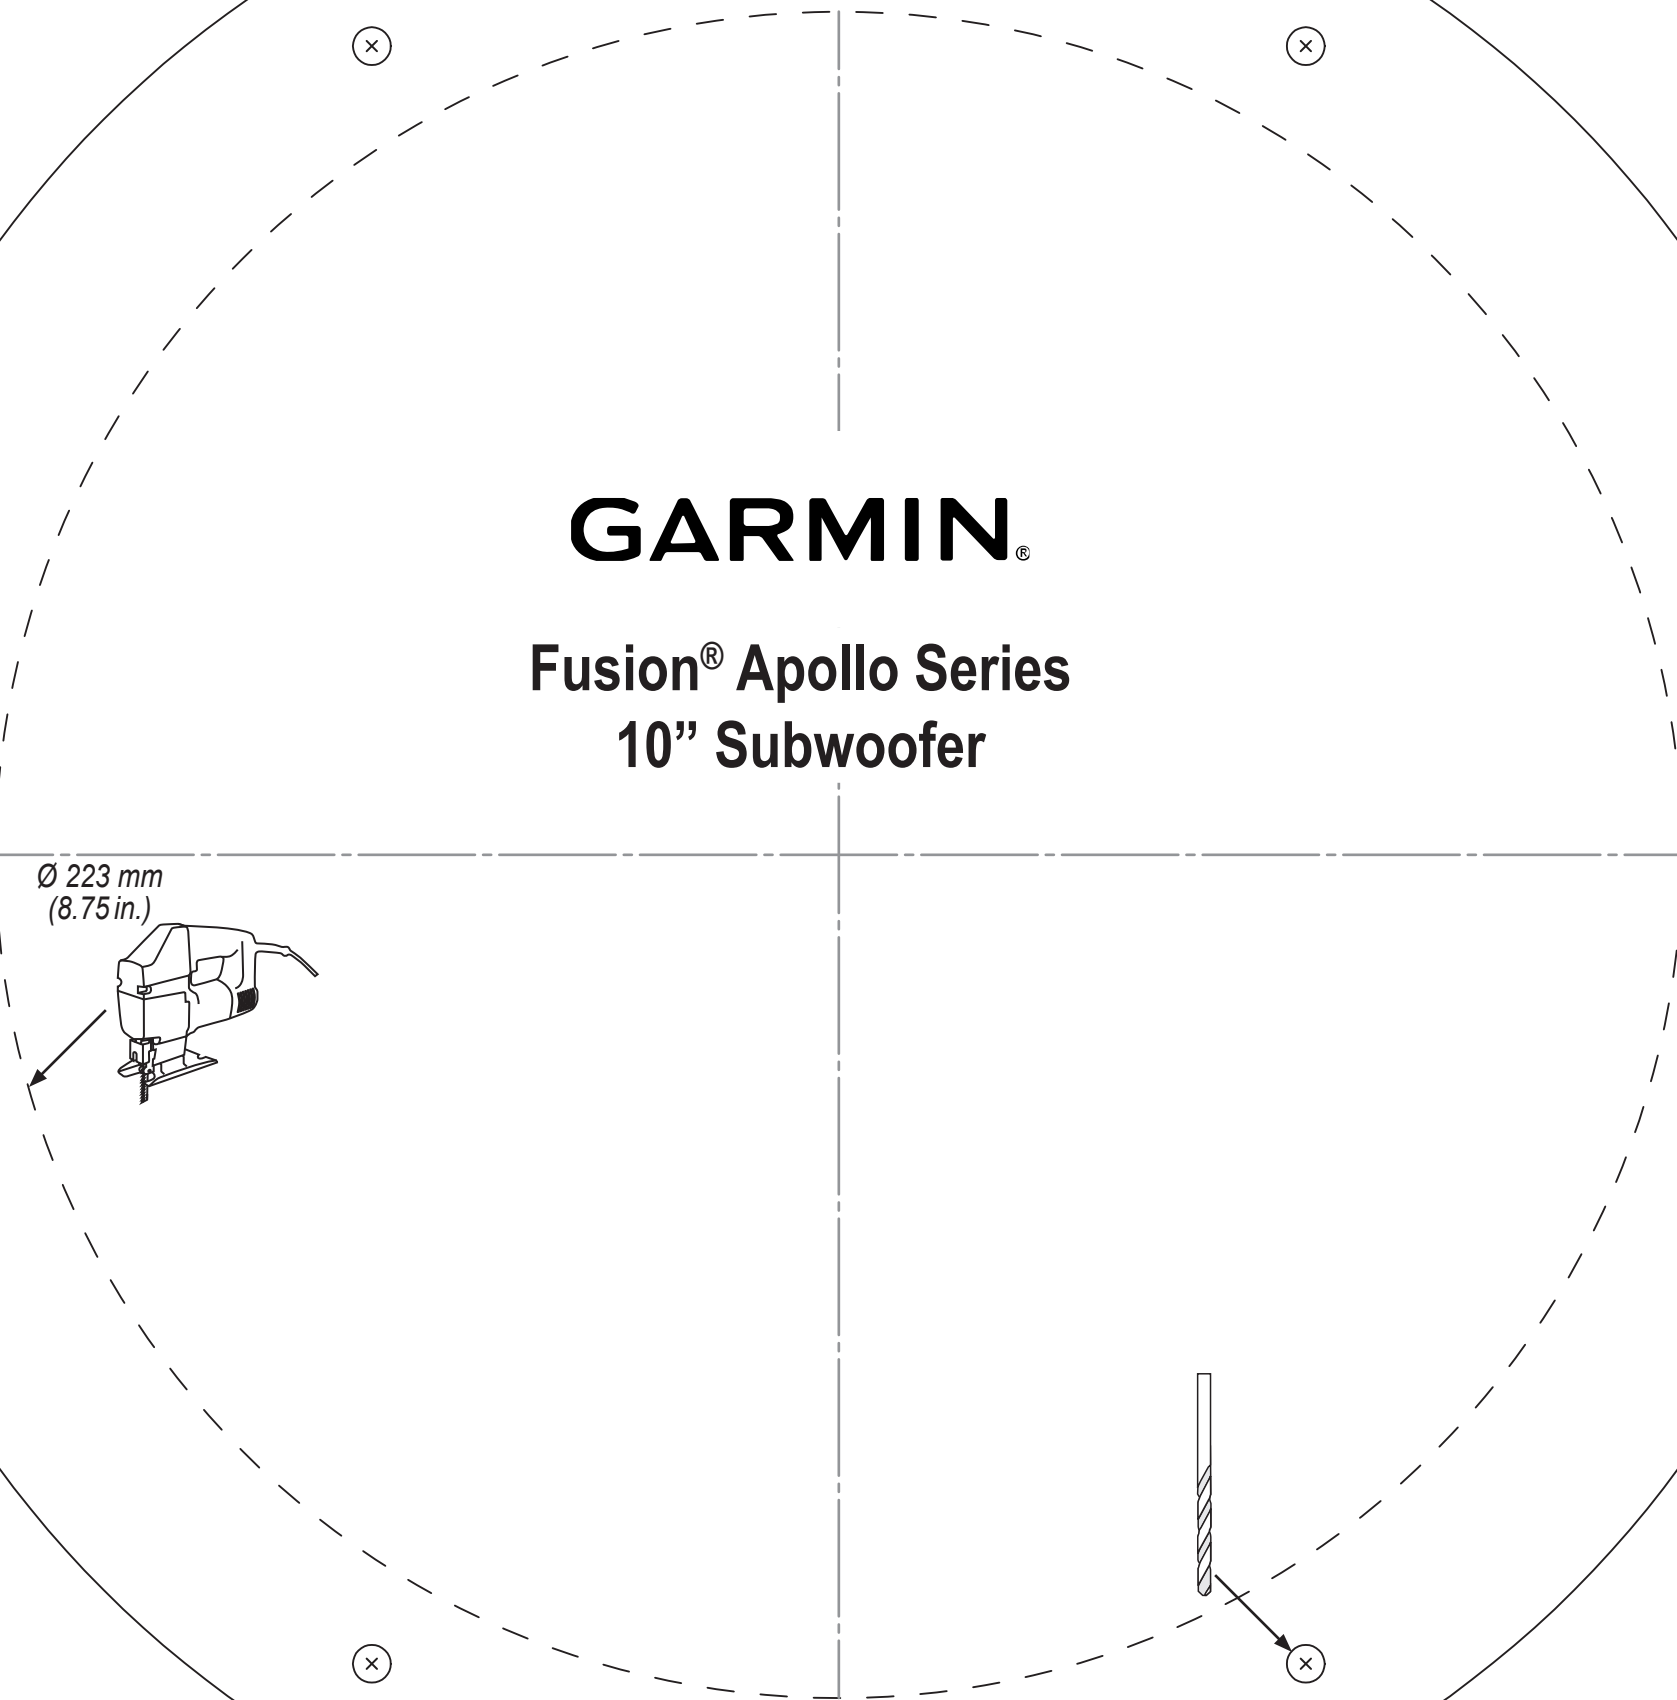 GARMIN®
Fusion® Apollo Series
10” Subwoofer
Ø 223 mm
(8.75 in.)